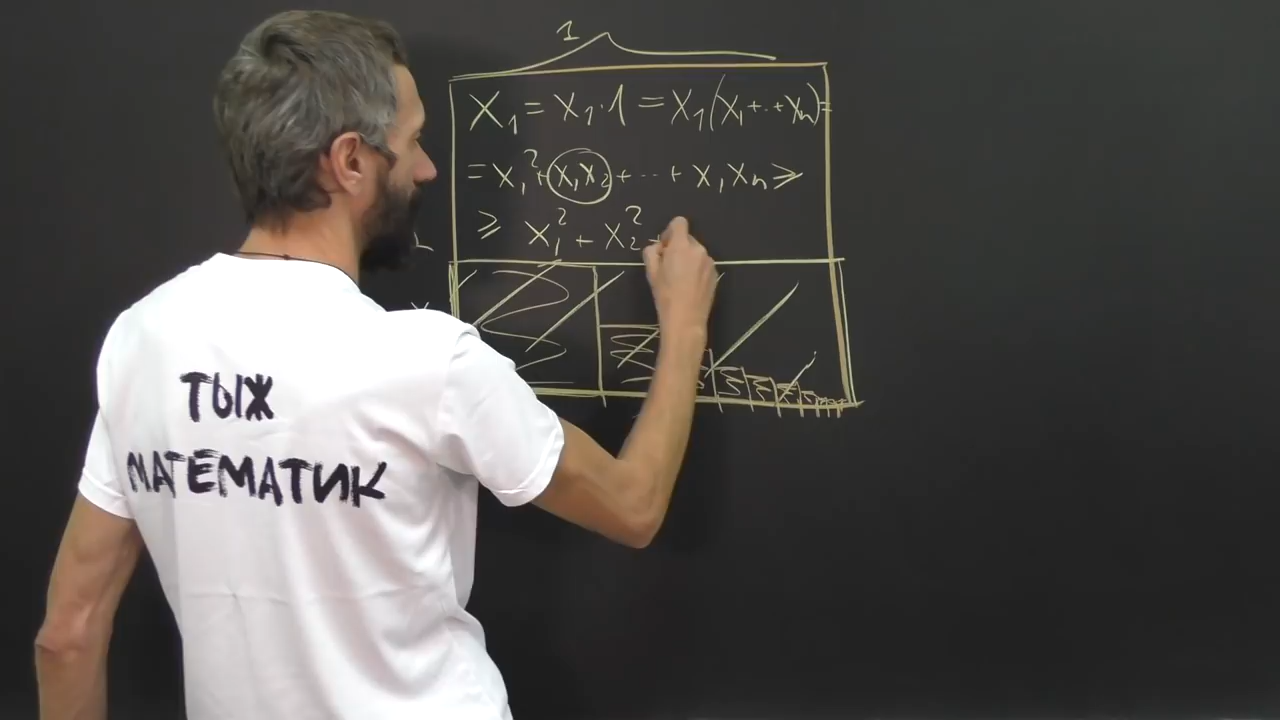 1
X₁ = X₁·1 = X₁(X₁+..+Xₙ)=
= X₁² + X₁X₂ + ... + X₁Xₙ ⩾
⩾ X₁² + X₂² +
ТЫЖ
МАТЕМАТИК